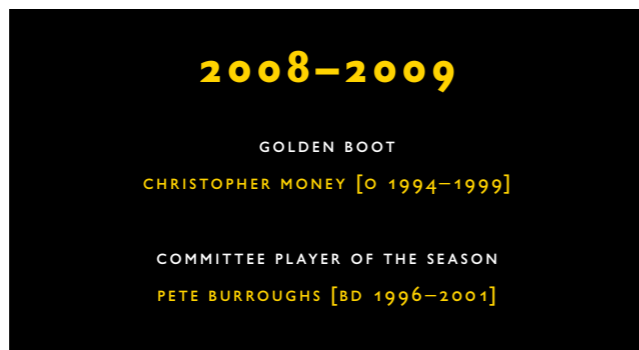 2008–2009
GOLDEN BOOT
CHRISTOPHER MONEY [O 1994–1999]
COMMITTEE PLAYER OF THE SEASON
PETE BURROUGHS [BD 1996–2001]